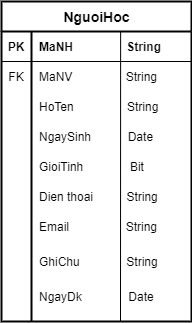 NguoiHoc
PK MaNH String
FK MaNV String
HoTen String
NgaySinh Date
GioiTinh Bit
Dien thoai String
Email String
GhiChu String
NgayDk Date